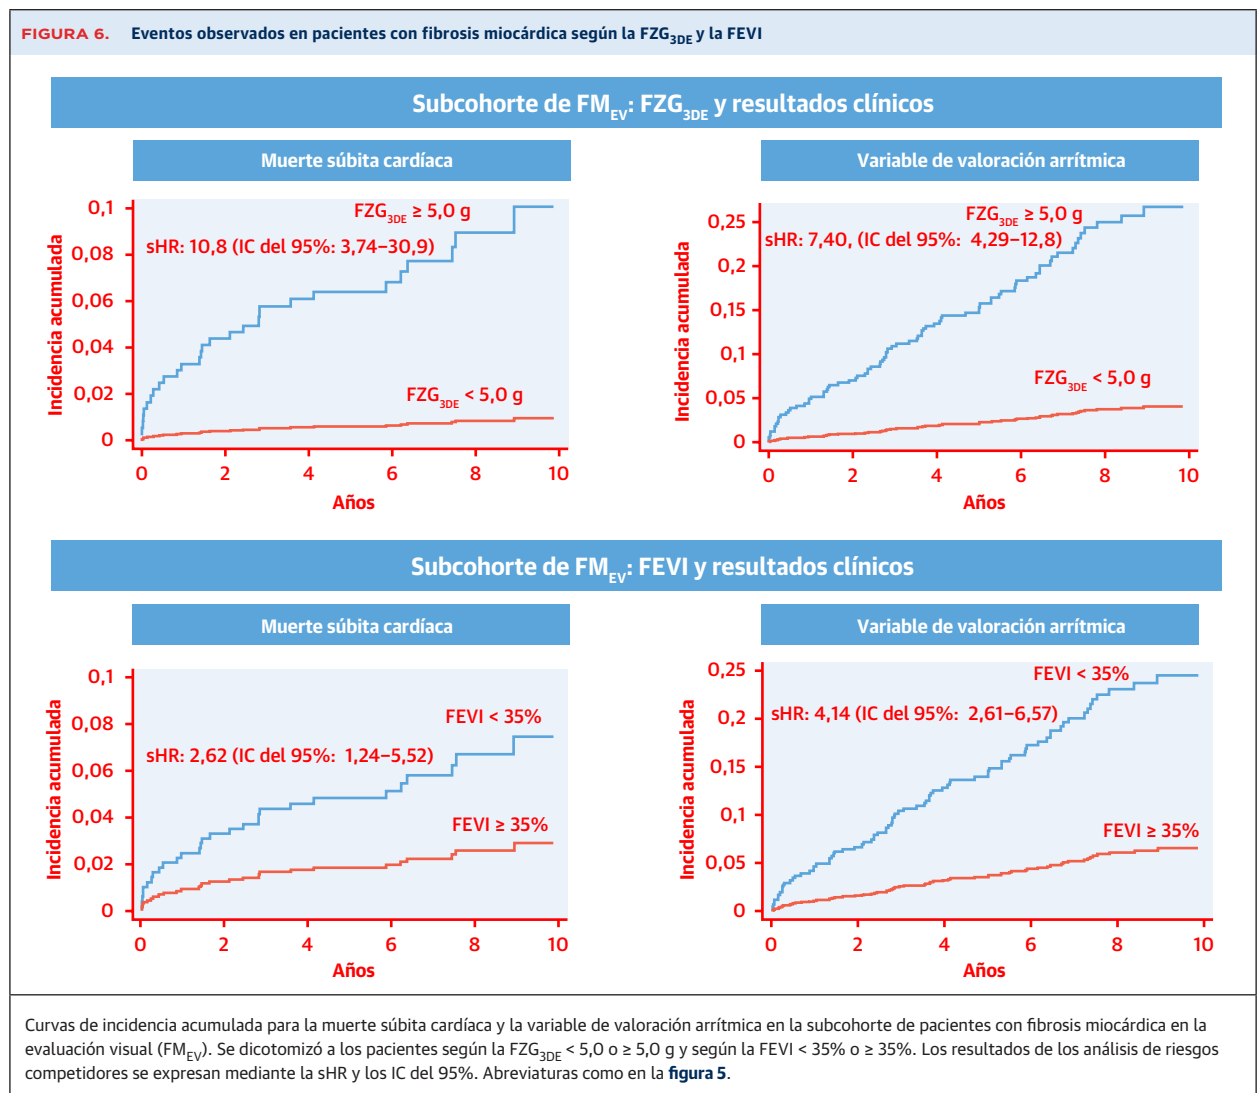 FIGURA 6. Eventos observados en pacientes con fibrosis miocárdica según la FZG3DE y la FEVI
Subcohorte de FMEV: FZG3DE y resultados clínicos
Muerte súbita cardíaca
Incidencia acumulada
0,1
0,08
0,06
0,04
0,02
0
FZG3DE ≥ 5,0 g
sHR: 10,8 (IC del 95%: 3,74–30,9)
FZG3DE < 5,0 g
0 2 4 6 8 10
Años
Variable de valoración arrítmica
Incidencia acumulada
0,25
0,2
0,15
0,1
0,05
0
FZG3DE ≥ 5,0 g
sHR: 7,40, (IC del 95%: 4,29–12,8)
FZG3DE < 5,0 g
0 2 4 6 8 10
Años
Subcohorte de FMEV: FEVI y resultados clínicos
Muerte súbita cardíaca
Incidencia acumulada
0,1
0,08
0,06
0,04
0,02
0
FEVI < 35%
sHR: 2,62 (IC del 95%: 1,24–5,52)
FEVI ≥ 35%
0 2 4 6 8 10
Años
Variable de valoración arrítmica
Incidencia acumulada
0,25
0,2
0,15
0,1
0,05
0
FEVI < 35%
sHR: 4,14 (IC del 95%: 2,61–6,57)
FEVI ≥ 35%
0 2 4 6 8 10
Años
Curvas de incidencia acumulada para la muerte súbita cardíaca y la variable de valoración arrítmica en la subcohorte de pacientes con fibrosis miocárdica en la
evaluación visual (FMEV). Se dicotomizó a los pacientes según la FZG3DE < 5,0 o ≥ 5,0 g y según la FEVI < 35% o ≥ 35%. Los resultados de los análisis de riesgos
competidores se expresan mediante la sHR y los IC del 95%. Abreviaturas como en la figura 5.